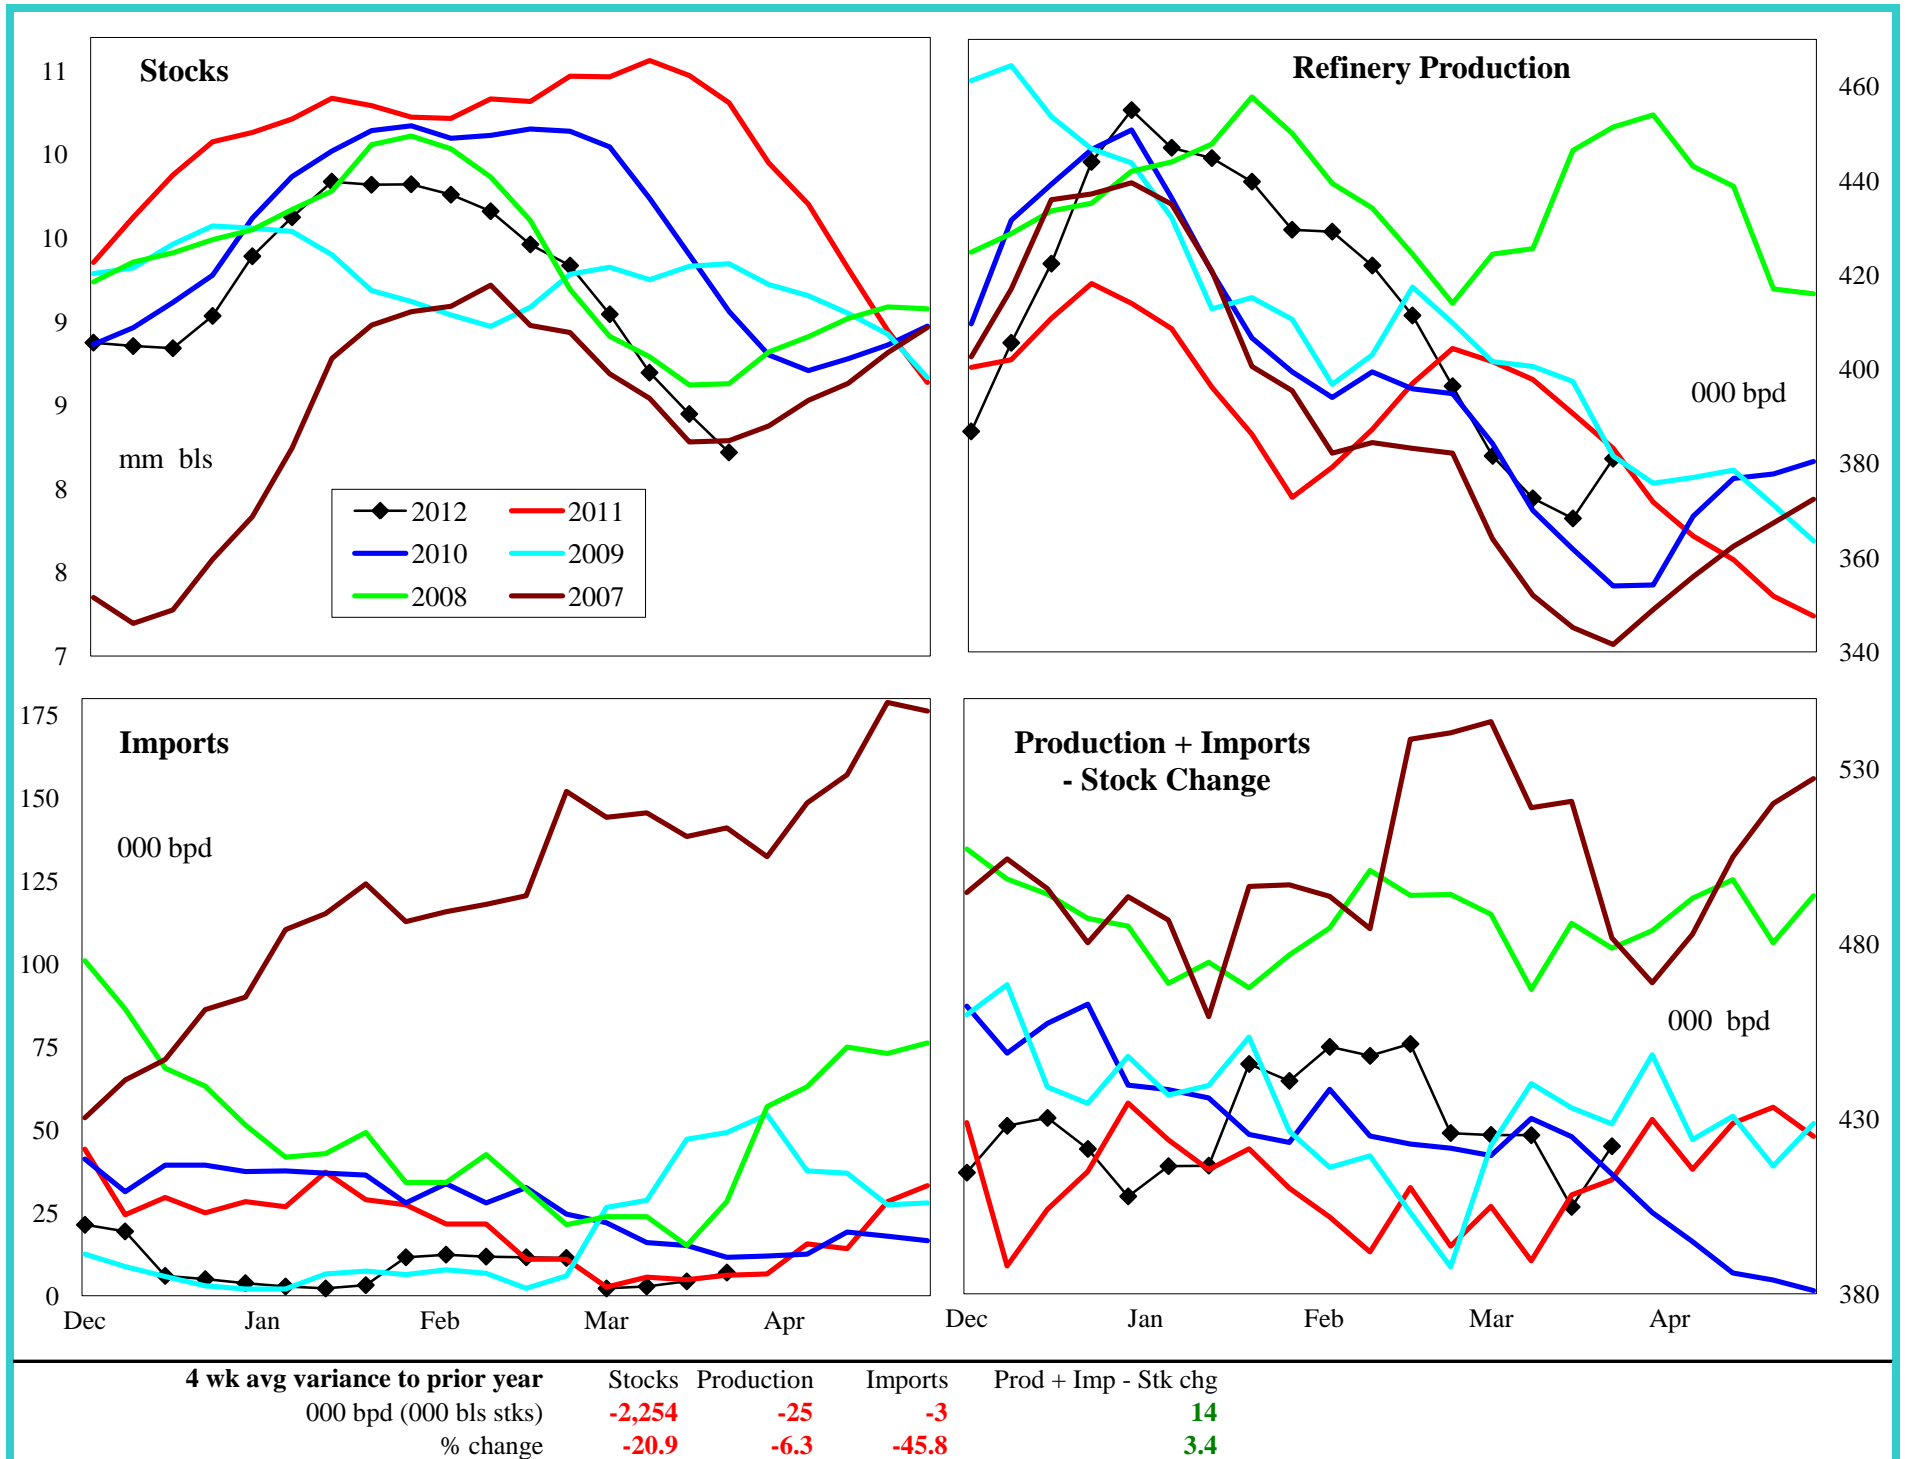 Stocks
11
10
10
9
9
8
8
7
mm bls
2012 2011
2010 2009
2008 2007
Refinery Production
460
440
420
400
380
360
340
000 bpd
Imports
175
150
125
100
75
50
25
0
000 bpd
Dec Jan Feb Mar Apr
Production + Imports
- Stock Change
530
480
430
380
000 bpd
Dec Jan Feb Mar Apr
4 wk avg variance to prior year Stocks Production Imports Prod + Imp - Stk chg
000 bpd (000 bls stks) -2,254 -25 -3 14
% change -20.9 -6.3 -45.8 3.4